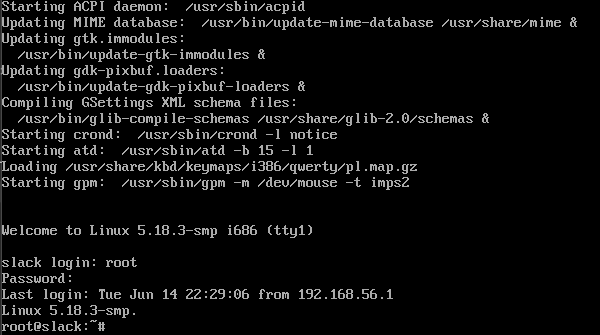 Starting ACPI daemon:  /usr/sbin/acpid
Updating MIME database:  /usr/bin/update-mime-database /usr/share/mime &
Updating gtk.immodules:
  /usr/bin/update-gtk-immodules &
Updating gdk-pixbuf.loaders:
  /usr/bin/update-gdk-pixbuf-loaders &
Compiling GSettings XML schema files:
  /usr/bin/glib-compile-schemas /usr/share/glib-2.0/schemas &
Starting crond:  /usr/sbin/crond -l notice
Starting atd:  /usr/sbin/atd -b 15 -l 1
Loading /usr/share/kbd/keymaps/i386/qwerty/pl.map.gz
Starting gpm:  /usr/sbin/gpm -m /dev/mouse -t imps2
Welcome to Linux 5.18.3-smp i686 (tty1)
slack login: root
Password:
Last login: Tue Jun 14 22:29:06 from 192.168.56.1
Linux 5.18.3-smp.
root@slack:~#